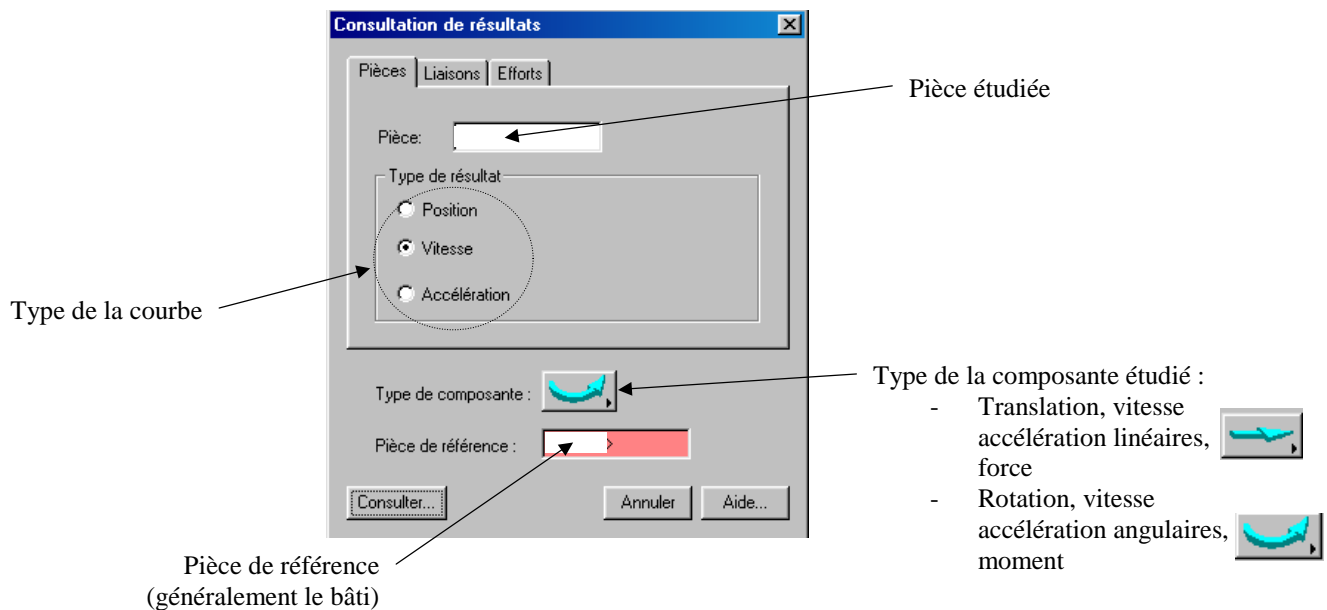 Consultation de résultats
Pièces
Liaisons
Efforts
Pièce étudiée
Pièce:
Type de résultat
Position
Vitesse
Accélération
Type de la courbe
Type de composante :
Pièce de référence :
Consulter...
Annuler
Aide...
Type de la composante étudié :
- Translation, vitesse
accélération linéaires,
force
- Rotation, vitesse
accélération angulaires,
moment
Pièce de référence
(généralement le bâti)